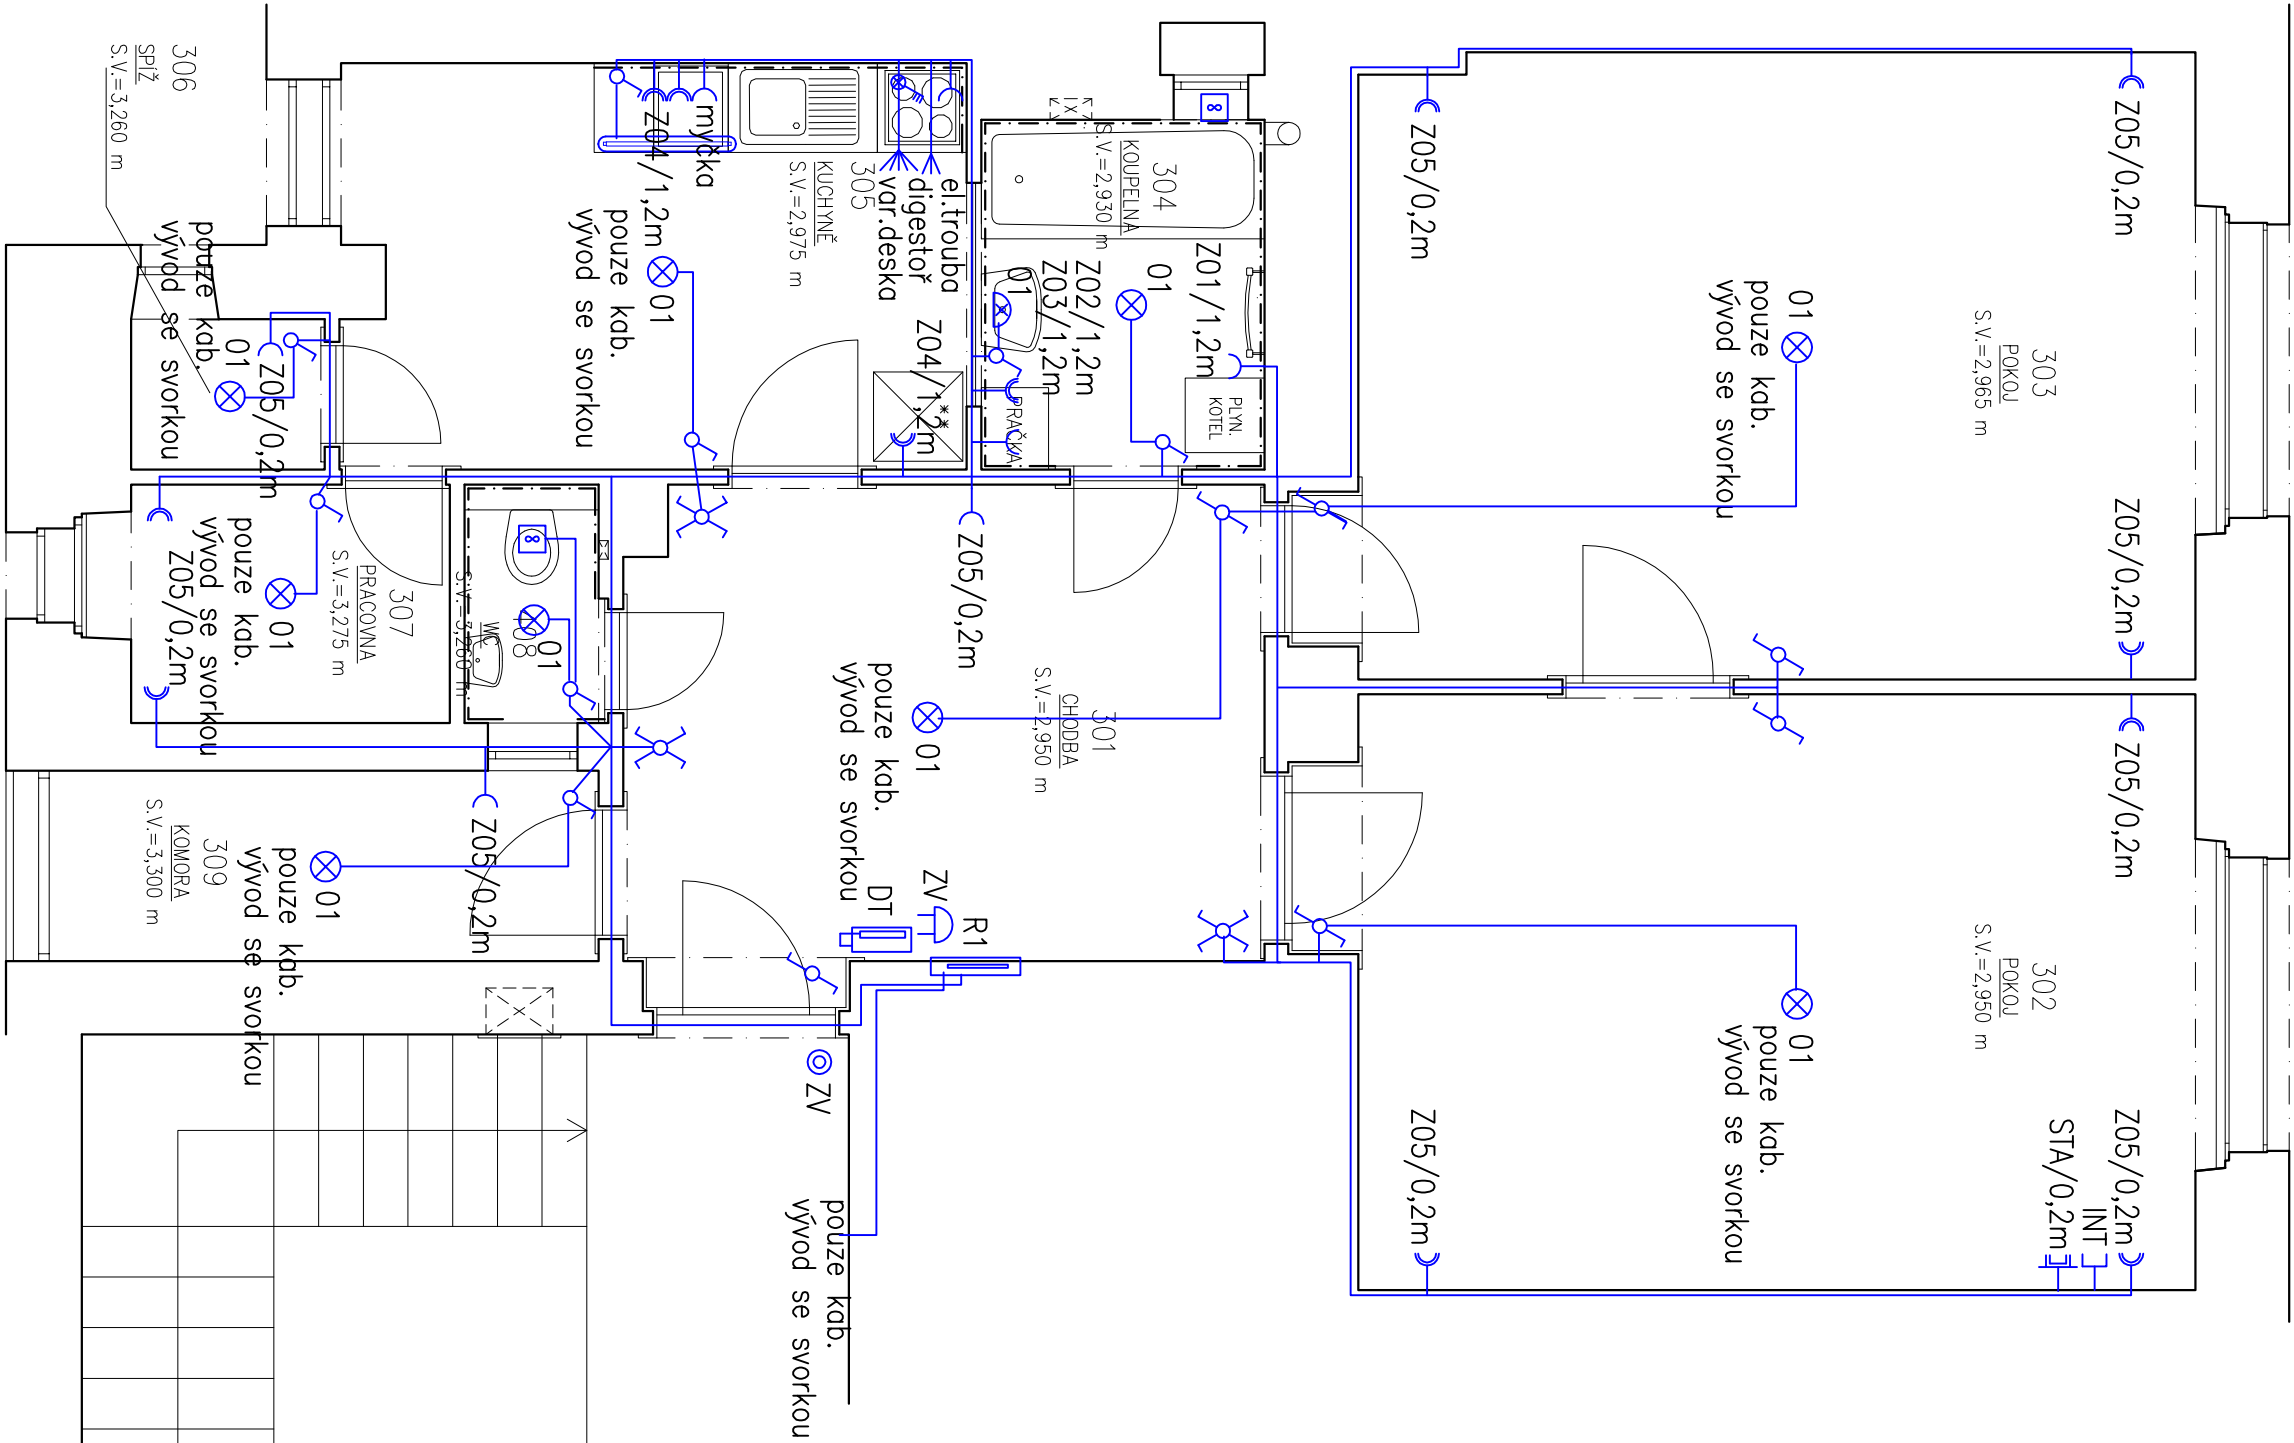 306
SPÍŽ
S.V.=3,260 m
pouze kab.
vývod se svorkou
01
Z05/0,2m
myčka
Z04/1,2m
pouze kab.
vývod se svorkou
01
305
KUCHYNĚ
S.V.=2,975 m
el.trouba
digestoř
var.deska
Z04/1,2m
**
304
KOUPELNA
S.V.=2,930 m
8
01
Z03/1,2m
Z02/1,2m
01
Z01/1,2m
PLYN.
KOTEL
PRAČKA
Z05/0,2m
Z05/0,2m
303
POKOJ
S.V.=2,965 m
01
pouze kab.
vývod se svorkou
Z05/0,2m
Z05/0,2m
307
PRACOVNA
S.V.=3,275 m
01
pouze kab.
vývod se svorkou
Z05/0,2m
8
WC
S.V.=3,260 m
01
Z05/0,2m
301
CHODBA
S.V.=2,950 m
pouze kab.
vývod se svorkou
01
309
KOMORA
S.V.=3,300 m
01
pouze kab.
vývod se svorkou
Z05/0,2m
DT
ZV
R1
ZV
pouze kab.
vývod se svorkou
302
POKOJ
S.V.=2,950 m
01
pouze kab.
vývod se svorkou
Z05/0,2m
Z05/0,2m
INT
STA/0,2m